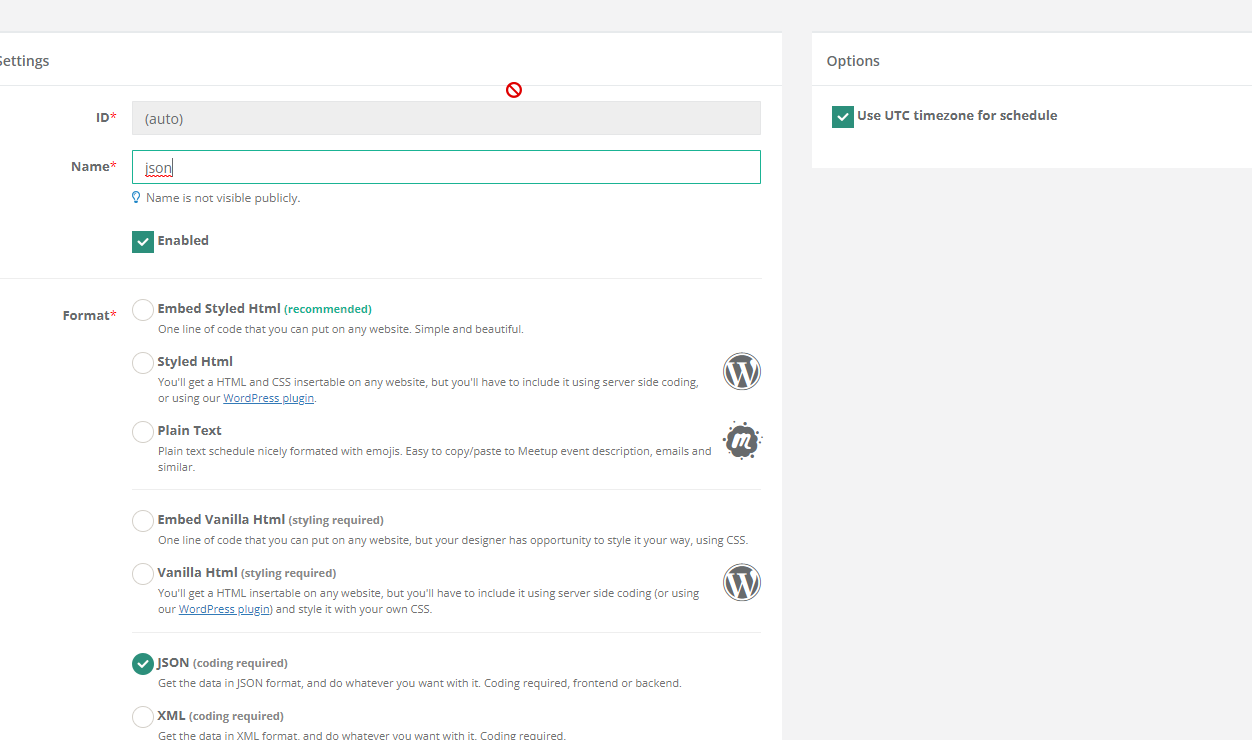 Settings
Options
ID*
(auto)
Use UTC timezone for schedule
Name*
json
Name is not visible publicly.
Enabled
Format*
Embed Styled Html (recommended)
One line of code that you can put on any website. Simple and beautiful.
Styled Html
You'll get a HTML and CSS insertable on any website, but you'll have to include it using server side coding,
or using our WordPress plugin.
Plain Text
Plain text schedule nicely formated with emojis. Easy to copy/paste to Meetup event description, emails and
similar.
Embed Vanilla Html (styling required)
One line of code that you can put on any website, but your designer has opportunity to style it your way, using CSS.
Vanilla Html (styling required)
You'll get a HTML insertable on any website, but you'll have to include it using server side coding (or using
our WordPress plugin) and style it with your own CSS.
JSON (coding required)
Get the data in JSON format, and do whatever you want with it. Coding required, frontend or backend.
XML (coding required)
Get the data in XML format, and do whatever you want with it. Coding required.